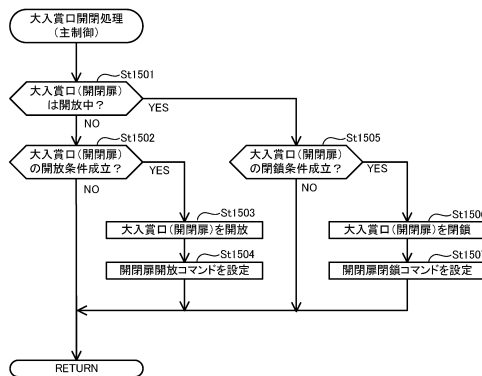 大入賞口開閉処理
(主制御)
St1501
大入賞口(開閉扉)
は開放中?
YES
NO
St1502
大入賞口(開閉扉)
の開放条件成立?
YES
NO
St1505
大入賞口(開閉扉)
の閉鎖条件成立?
YES
NO
St1503
大入賞口(開閉扉)を開放
St1504
開閉扉開放コマンドを設定
St1506
大入賞口(開閉扉)を閉鎖
St1507
開閉扉閉鎖コマンドを設定
RETURN